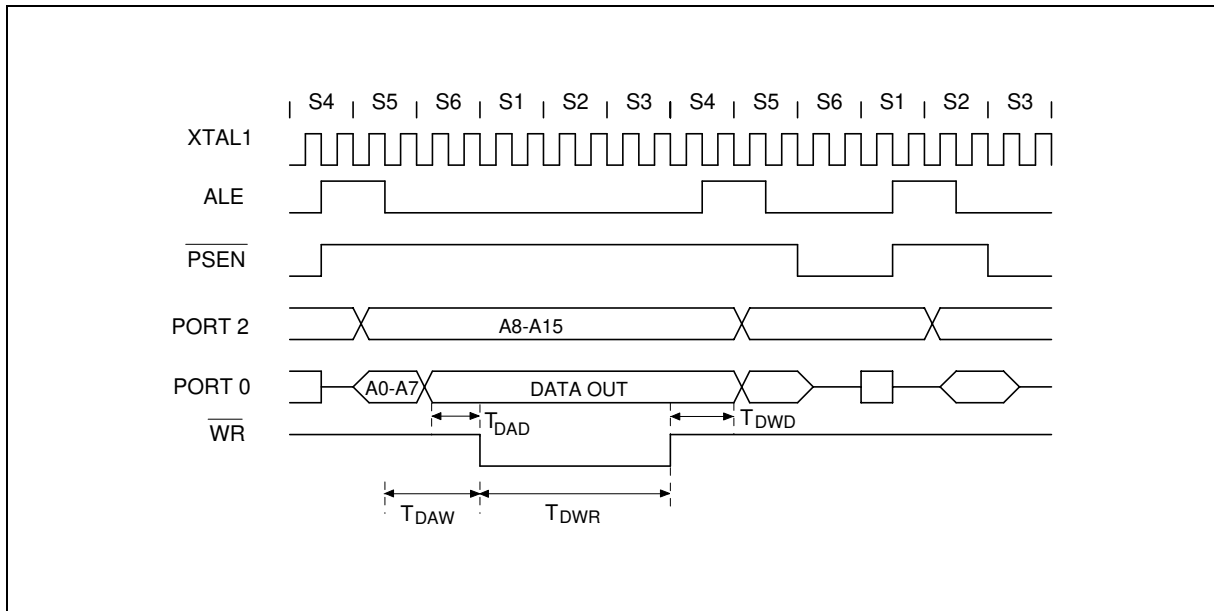 S4 S5 S6 S1 S2 S3 S4 S5 S6 S1 S2 S3
XTAL1
ALE
PSEN
PORT 2 A8-A15
PORT 0 A0-A7 DATA OUT
WR TDAD TDWD
TDAW TDWR